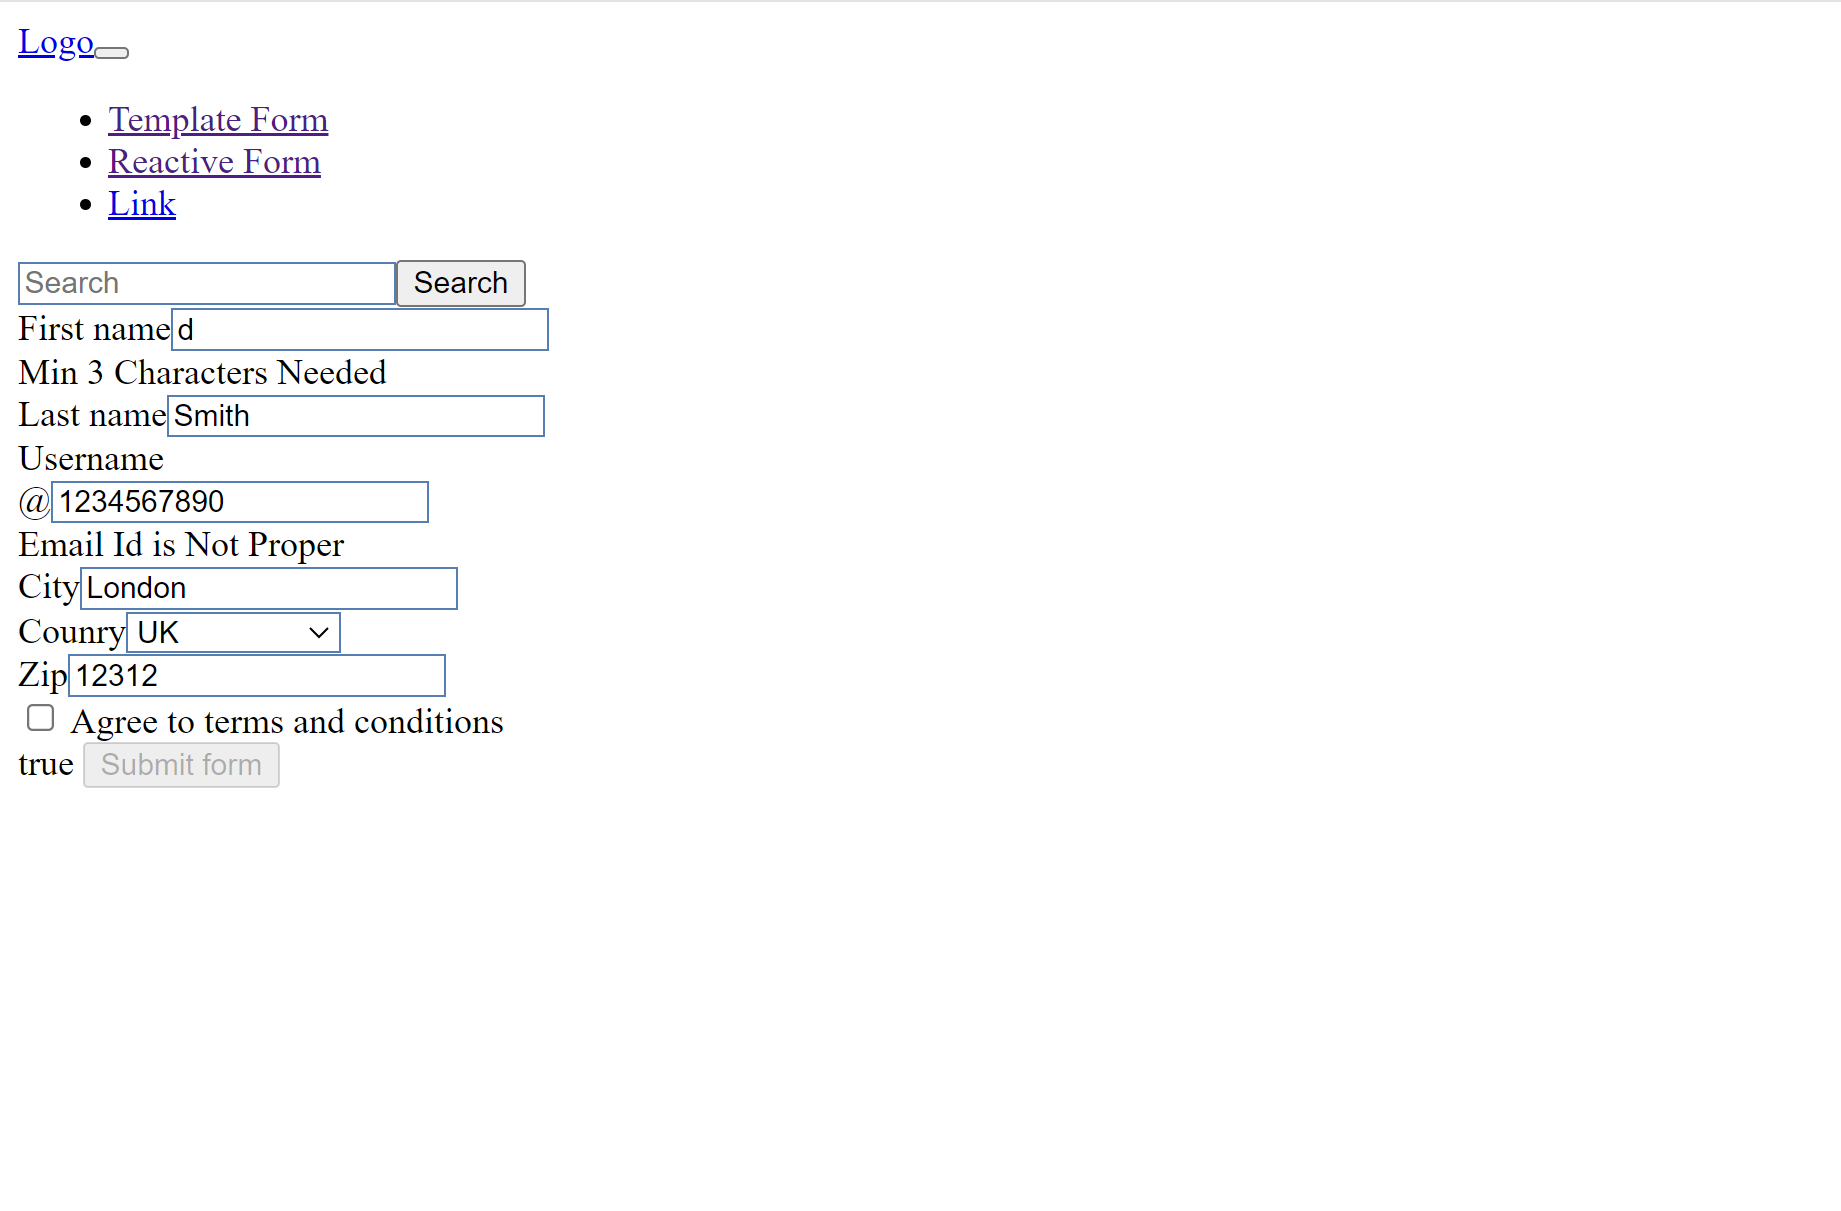 Logo
Template Form
Reactive Form
Link
Search Search
First name d
Min 3 Characters Needed
Last name Smith
Username
@ 1234567890
Email Id is Not Proper
City London
Counry UK
Zip 12312
Agree to terms and conditions
true Submit form